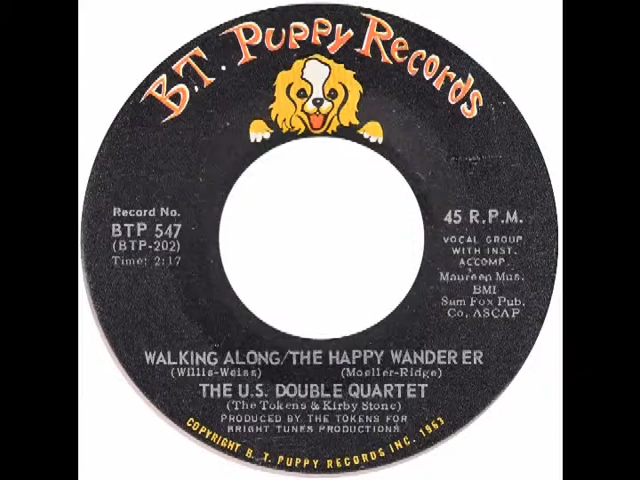 B.T. Puppy Records
Record No.
BTP 547
(BTP-202)
Time: 2:17
45 R.P.M.
VOCAL GROUP
WITH INST.
ACCOMP.
Maureen Mus.
BMI
Sam Fox Pub.
Co. ASCAP
WALKING ALONG/THE HAPPY WANDERER
(Willis-Weiss) (Moeller-Ridge)
THE U.S. DOUBLE QUARTET
(The Tokens & Kirby Stone)
PRODUCED BY THE TOKENS FOR
BRIGHT TUNES PRODUCTIONS
COPYRIGHT B. T. PUPPY RECORDS INC. 1963